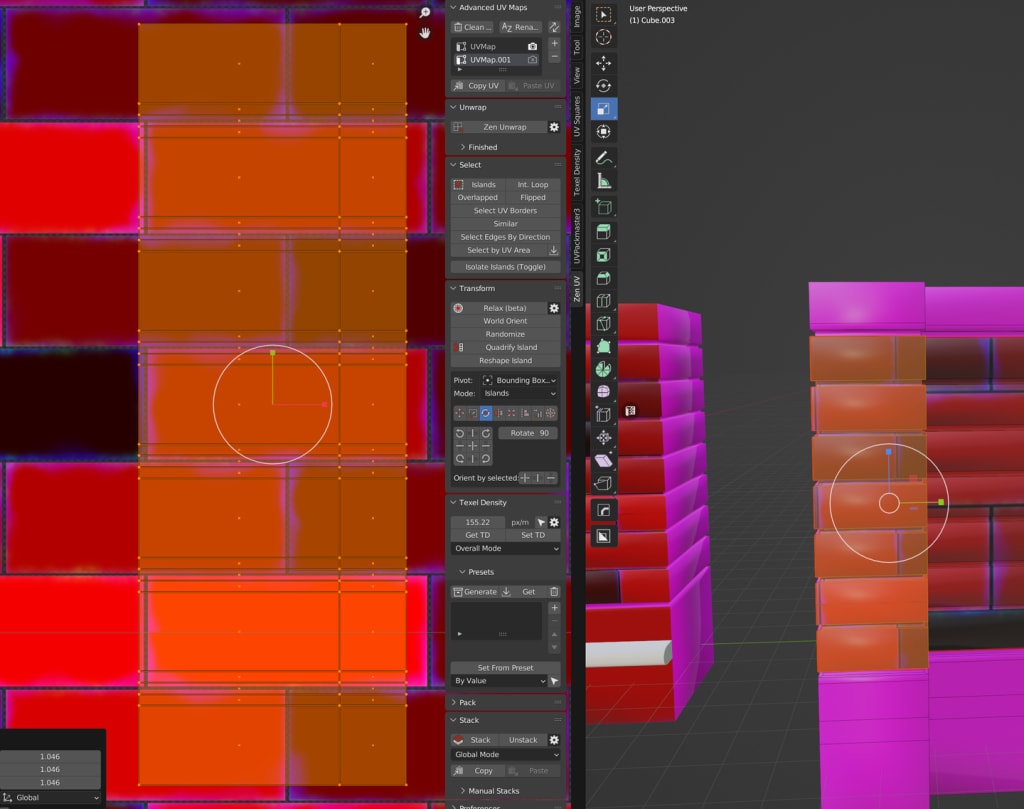 Advanced UV Maps
Clean ... Rena...
UVMap
UVMap.001
Copy UV Paste UV
Unwrap
Zen Unwrap
Finished
Select
Islands Int. Loop
Overlapped Flipped
Select UV Borders
Similar
Select Edges By Direction
Select by UV Area
Isolate Islands (Toggle)
Transform
Relax (beta)
World Orient
Randomize
Quadrify Island
Reshape Island
Pivot: Bounding Box...
Mode: Islands
Rotate 90
Orient by selected:
Texel Density
155.22 px/m
Get TD Set TD
Overall Mode
Presets
Generate Get
Set From Preset
By Value
Pack
Stack
Stack Unstack
Global Mode
Copy Paste
Manual Stacks
Preferences
Image
Tool
View
UV Squares
Texel Density
UVPackmaster3
Zen UV
User Perspective
(1) Cube.003
1.046
1.046
1.046
Global